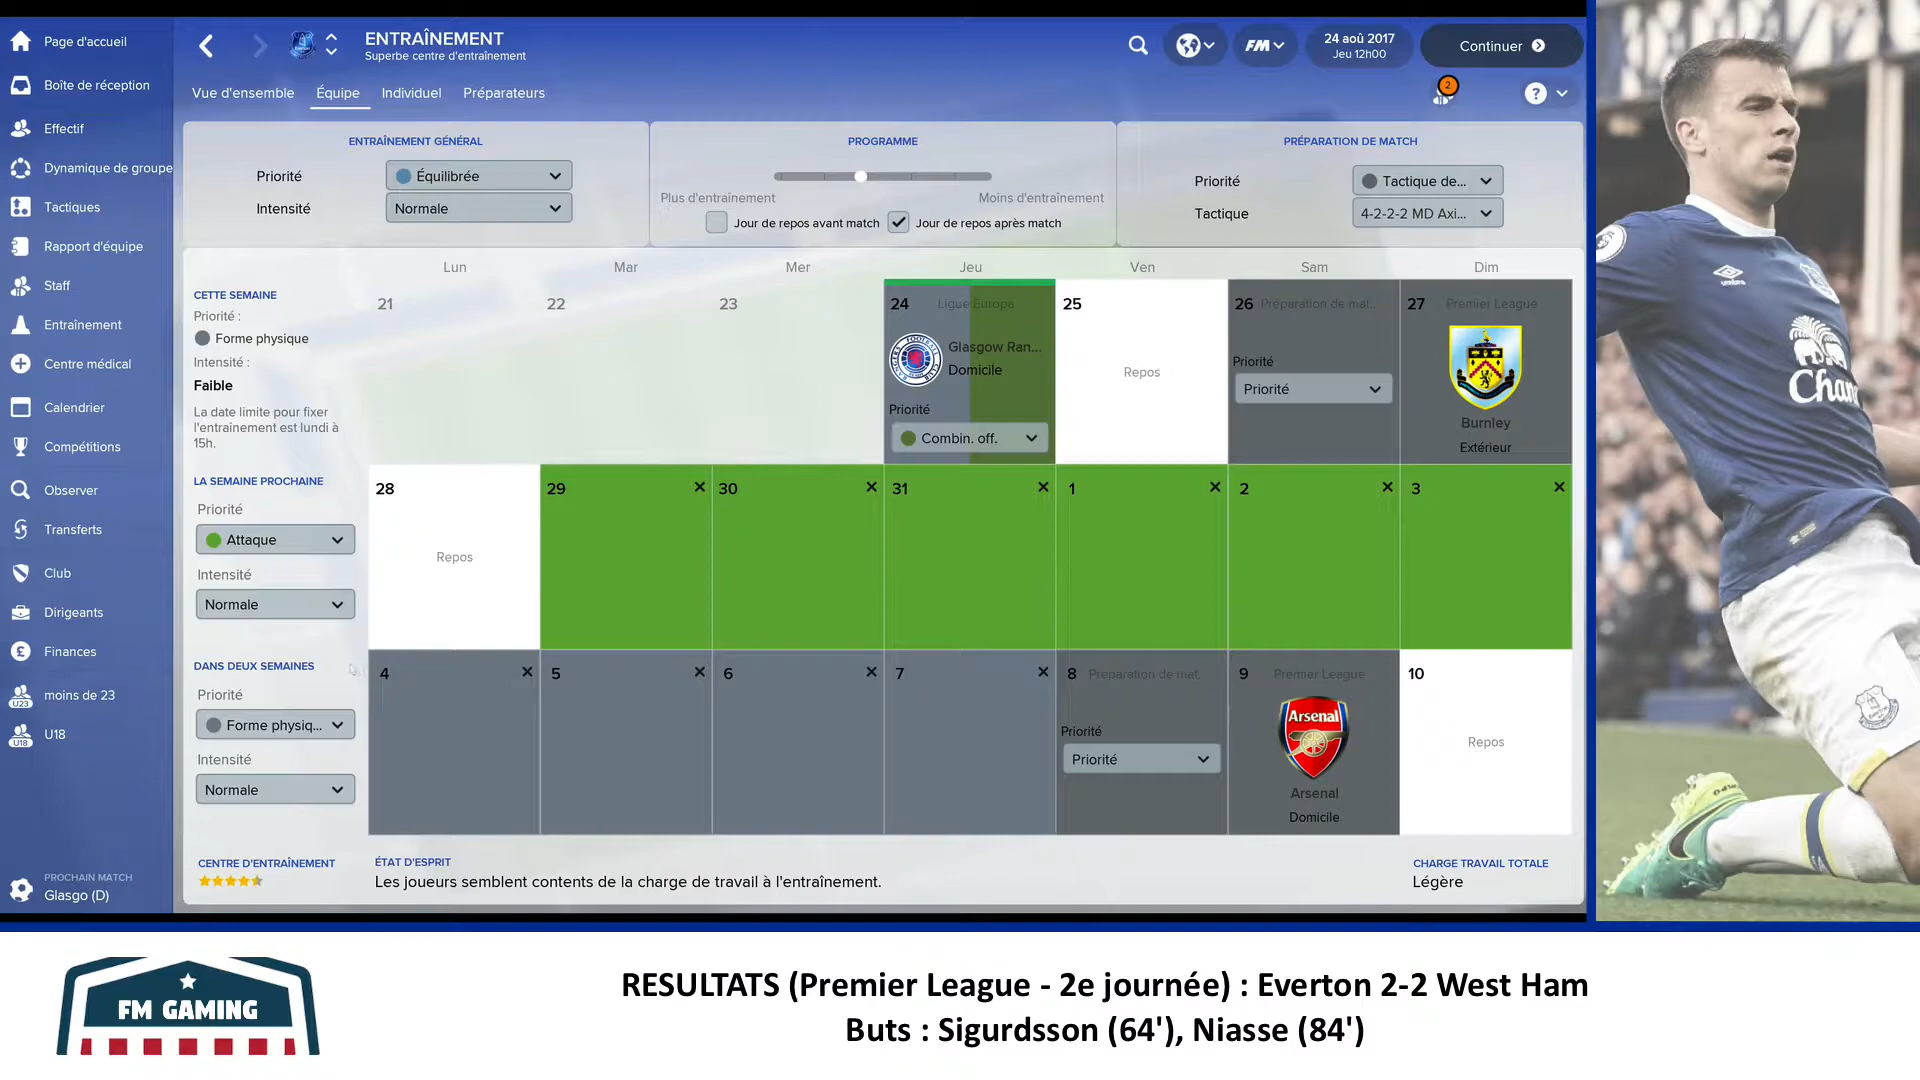 Page d'accueil
Boîte de réception
Effectif
Dynamique de groupe
Tactiques
Rapport d'équipe
Staff
Entraînement
Centre médical
Calendrier
Compétitions
Observer
Transferts
Club
Dirigeants
Finances
moins de 23
U23
U18
U18
PROCHAIN MATCH
Glasgo (D)
ENTRAÎNEMENT
Superbe centre d'entraînement
FM
24 aoû 2017
Jeu 12h00
Continuer
Vue d'ensemble
Équipe
Individuel
Préparateurs
2
?
ENTRAÎNEMENT GÉNÉRAL
Priorité
Équilibrée
Intensité
Normale
PROGRAMME
Plus d'entraînement
Moins d'entraînement
Jour de repos avant match
Jour de repos après match
PRÉPARATION DE MATCH
Priorité
Tactique de...
Tactique
4-2-2-2 MD Axi...
Lun
Mar
Mer
Jeu
Ven
Sam
Dim
CETTE SEMAINE
Priorité :
Forme physique
Intensité :
Faible
La date limite pour fixer
l'entraînement est lundi à
15h.
21
22
23
24 Ligue Europa
Glasgow Ran...
Domicile
Priorité
Combin. off.
25
Repos
26 Préparation de mat..
Priorité
Priorité
27 Premier League
Burnley
Extérieur
LA SEMAINE PROCHAINE
Priorité
Attaque
Intensité
Normale
28
Repos
29
30
31
1
2
3
DANS DEUX SEMAINES
Priorité
Forme physiq...
Intensité
Normale
4
5
6
7
8 Préparation de mat.
Priorité
Priorité
9 Premier League
Arsenal
Arsenal
Domicile
10
Repos
CENTRE D'ENTRAÎNEMENT
ÉTAT D'ESPRIT
Les joueurs semblent contents de la charge de travail à l'entraînement.
CHARGE TRAVAIL TOTALE
Légère
umbro
Chan
FM GAMING
RESULTATS (Premier League - 2e journée) : Everton 2-2 West Ham
Buts : Sigurdsson (64'), Niasse (84')